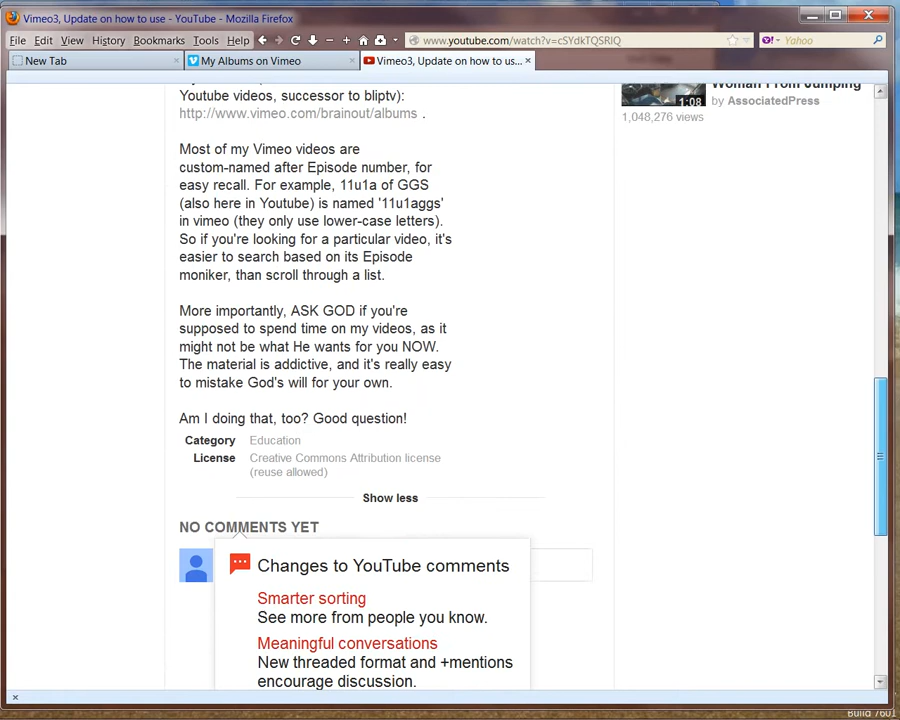 Vimeo3, Update on how to use - YouTube - Mozilla Firefox
File Edit View History Bookmarks Tools Help
www.youtube.com/watch?v=cSYdkTQSRIQ
Yahoo
New Tab
My Albums on Vimeo
Vimeo3, Update on how to us...
Youtube videos, successor to bliptv):
http://www.vimeo.com/brainout/albums .
Woman From Jumping
1:08
by AssociatedPress
1,048,276 views
Most of my Vimeo videos are
custom-named after Episode number, for
easy recall. For example, 11u1a of GGS
(also here in Youtube) is named '11u1aggs'
in vimeo (they only use lower-case letters).
So if you're looking for a particular video, it's
easier to search based on its Episode
moniker, than scroll through a list.
More importantly, ASK GOD if you're
supposed to spend time on my videos, as it
might not be what He wants for you NOW.
The material is addictive, and it's really easy
to mistake God's will for your own.
Am I doing that, too? Good question!
Category Education
License Creative Commons Attribution license
(reuse allowed)
Show less
NO COMMENTS YET
Changes to YouTube comments
Smarter sorting
See more from people you know.
Meaningful conversations
New threaded format and +mentions
encourage discussion.
Build 7601